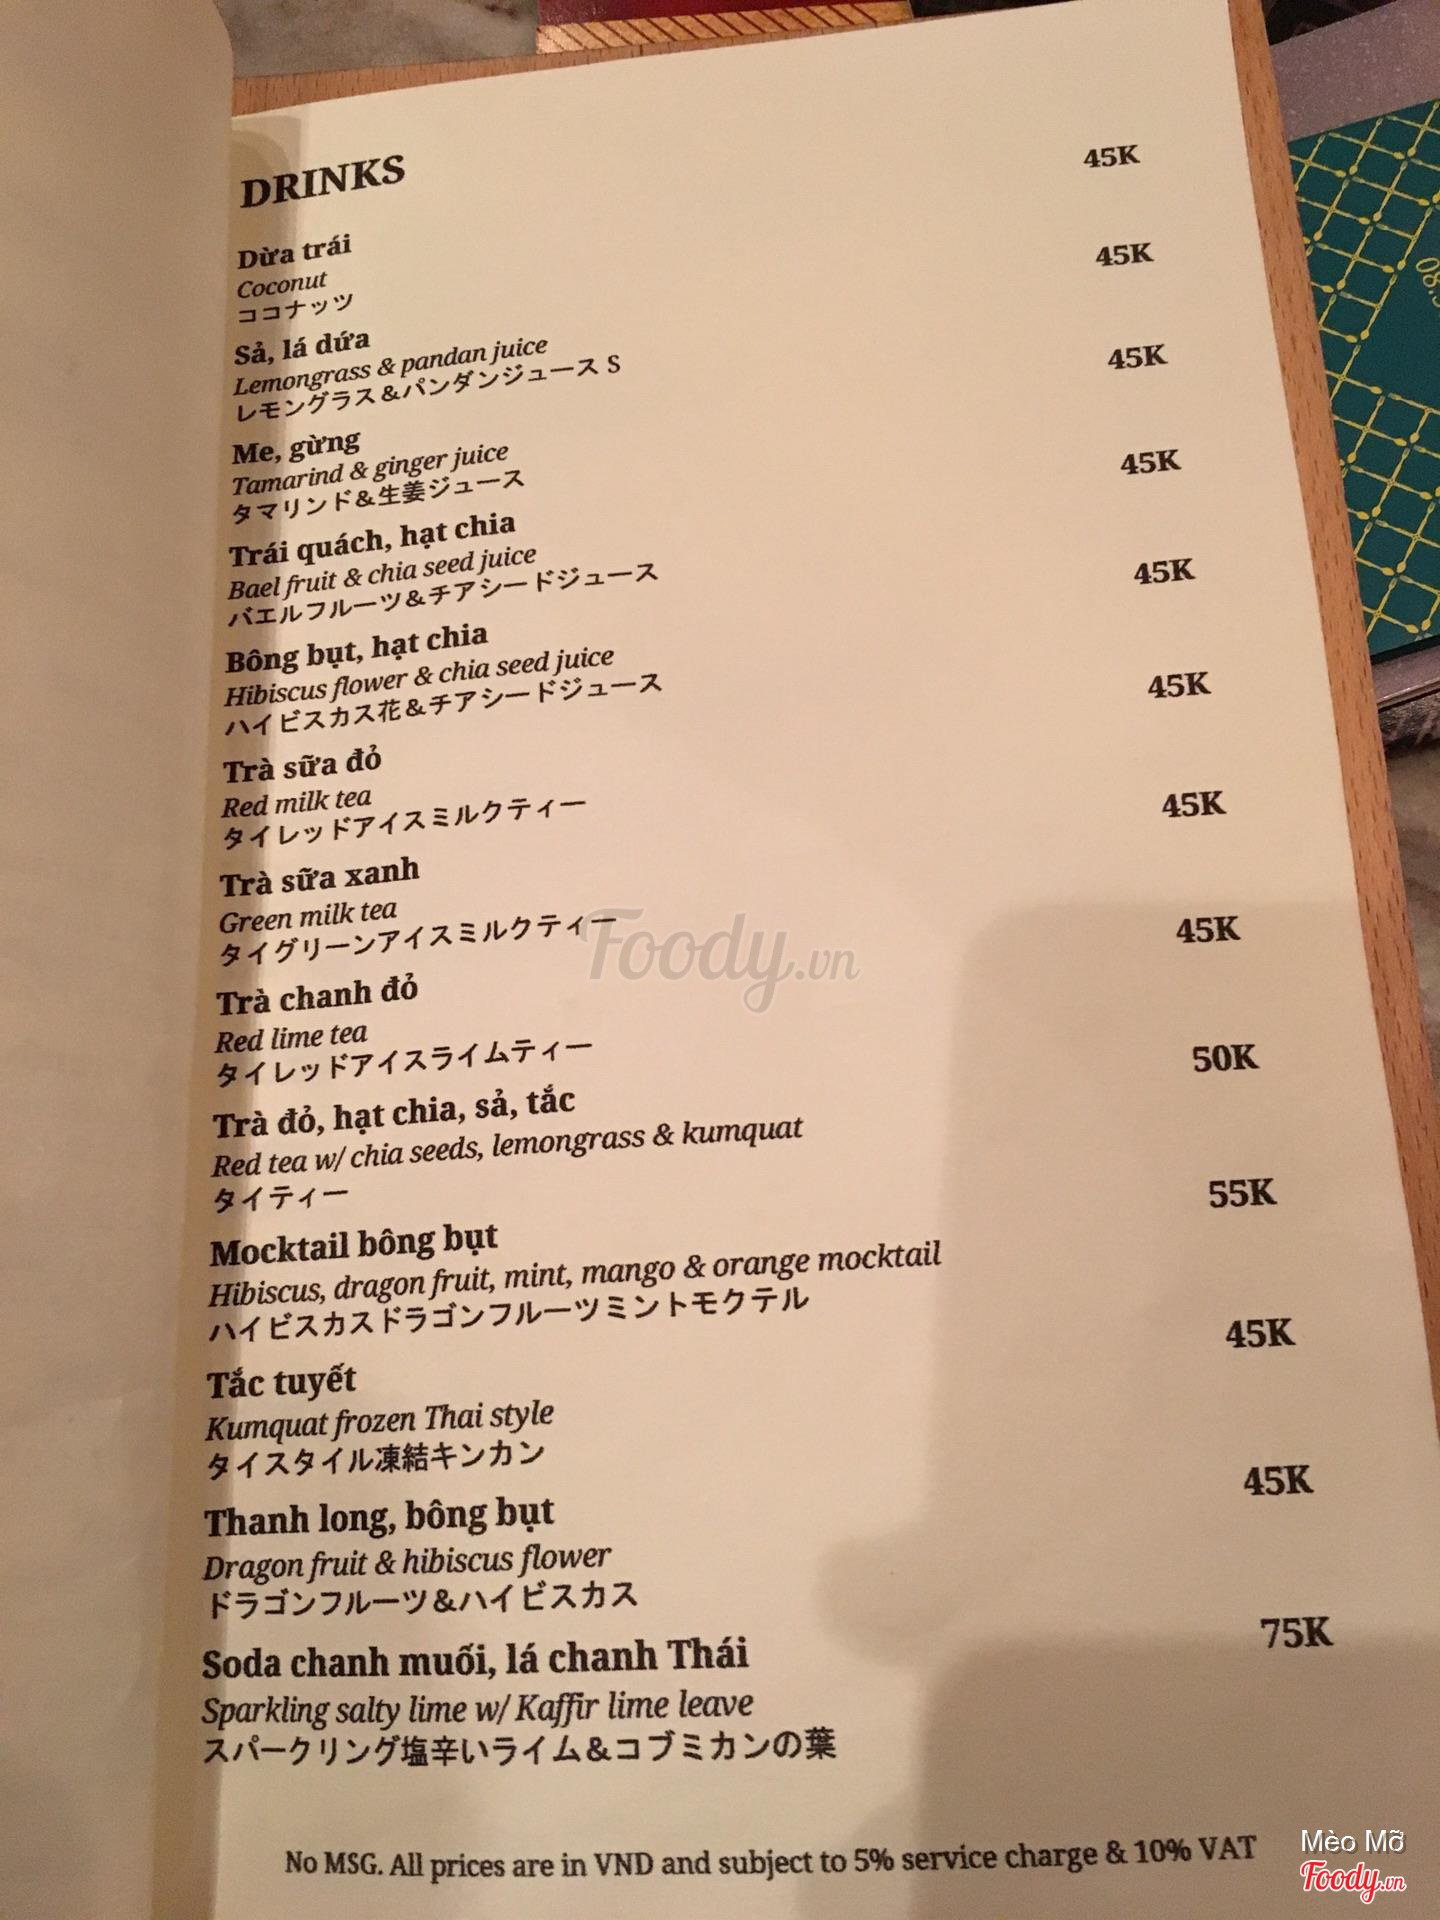 DRINKS
Dừa trái 45K
Coconut
ココナッツ
Sả, lá dứa 45K
Lemongrass & pandan juice
レモングラス＆パンダンジュース S
Me, gừng 45K
Tamarind & ginger juice
タマリンド＆生姜ジュース
Trái quách, hạt chia 45K
Bael fruit & chia seed juice
バエルフルーツ＆チアシードジュース
Bông bụt, hạt chia 45K
Hibiscus flower & chia seed juice
ハイビスカス花＆チアシードジュース
Trà sữa đỏ 45K
Red milk tea
タイレッドアイスミルクティー
Trà sữa xanh 45K
Green milk tea
タイグリーンアイスミルクティー
Trà chanh đỏ 45K
Red lime tea
タイレッドアイスライムティー
Trà đỏ, hạt chia, sả, tắc 50K
Red tea w/ chia seeds, lemongrass & kumquat
タイティー
Mocktail bông bụt 55K
Hibiscus, dragon fruit, mint, mango & orange mocktail
ハイビスカスドラゴンフルーツミントモクテル
Tắc tuyết 45K
Kumquat frozen Thai style
タイスタイル凍結キンカン
Thanh long, bông bụt 45K
Dragon fruit & hibiscus flower
ドラゴンフルーツ＆ハイビスカス
Soda chanh muối, lá chanh Thái 75K
Sparkling salty lime w/ Kaffir lime leave
スパークリング塩辛いライム＆コブミカンの葉
No MSG. All prices are in VND and subject to 5% service charge & 10% VAT
Foody.vn
Mèo Mỡ
Foody.vn